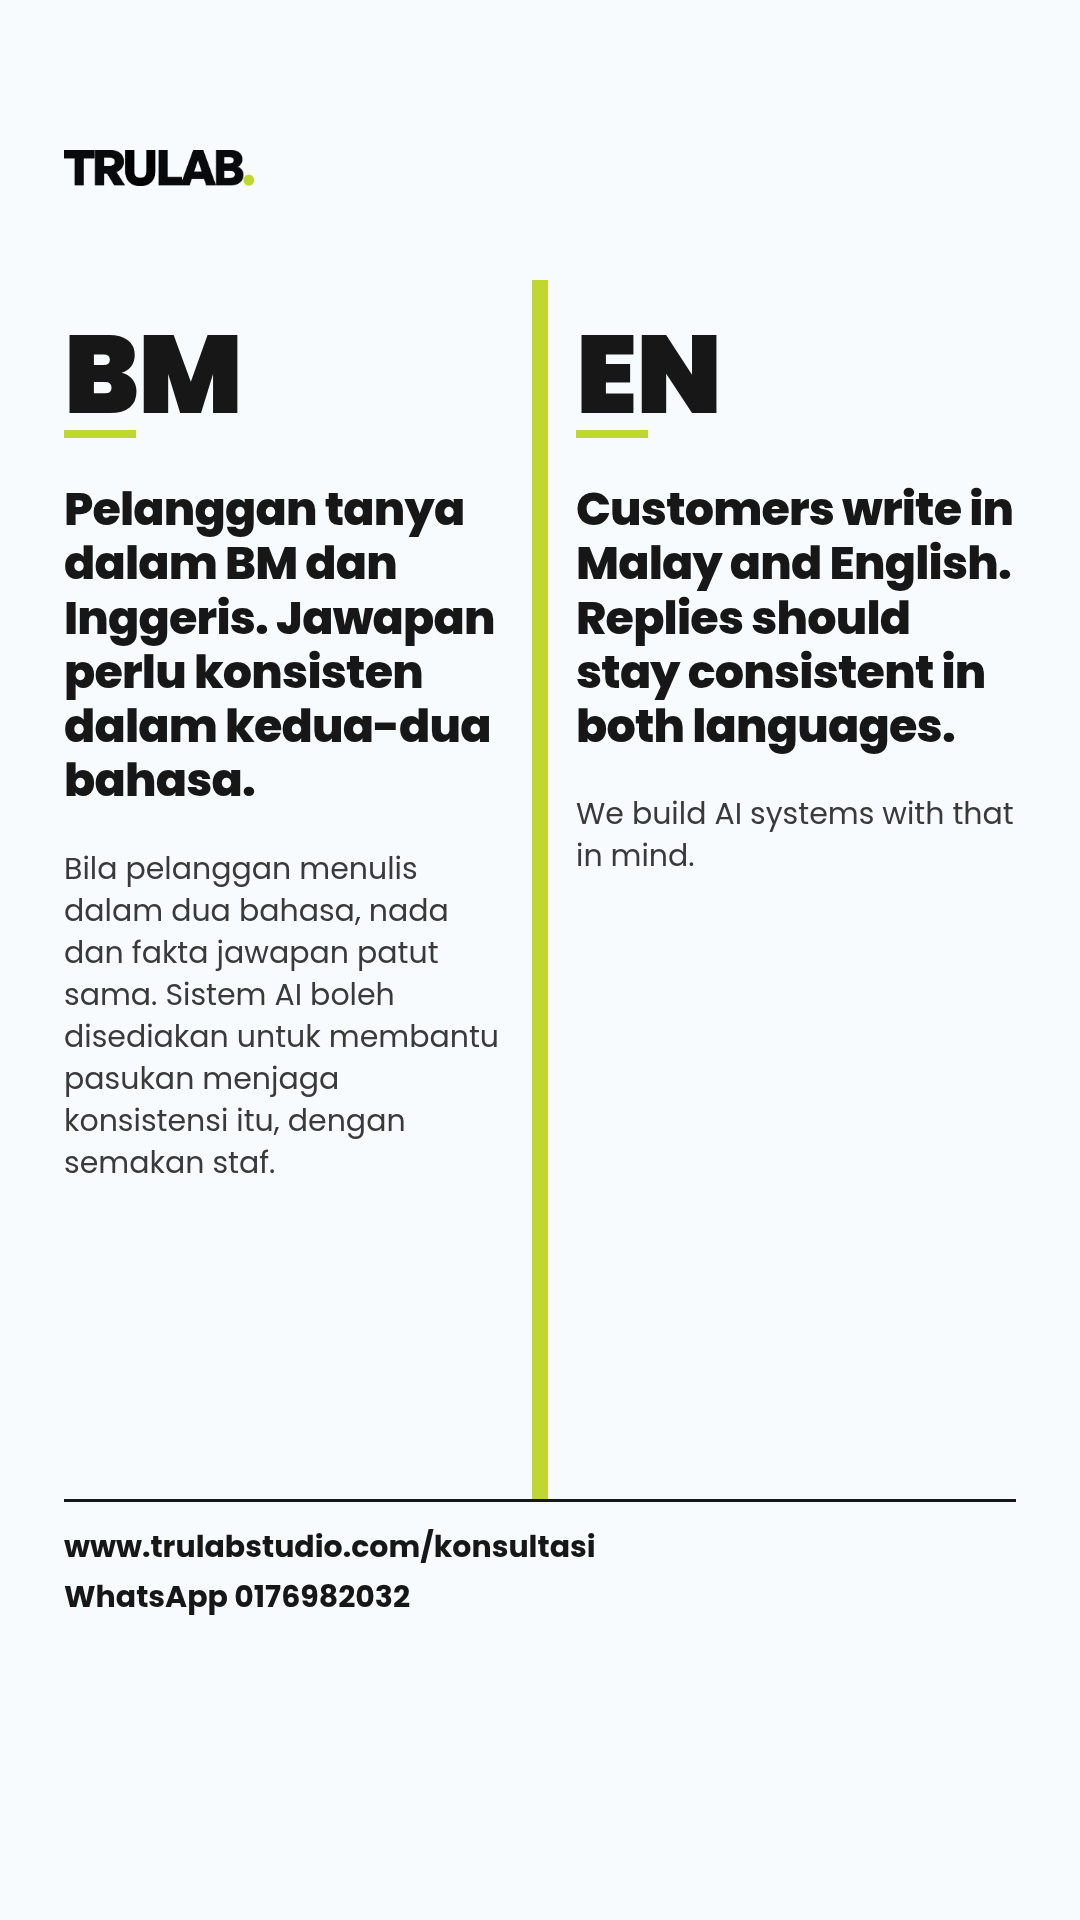 TRULAB.
BM
Pelanggan tanya
dalam BM dan
Inggeris. Jawapan
perlu konsisten
dalam kedua-dua
bahasa.
Bila pelanggan menulis
dalam dua bahasa, nada
dan fakta jawapan patut
sama. Sistem AI boleh
disediakan untuk membantu
pasukan menjaga
konsistensi itu, dengan
semakan staf.
EN
Customers write in
Malay and English.
Replies should
stay consistent in
both languages.
We build AI systems with that
in mind.
www.trulabstudio.com/konsultasi
WhatsApp 0176982032